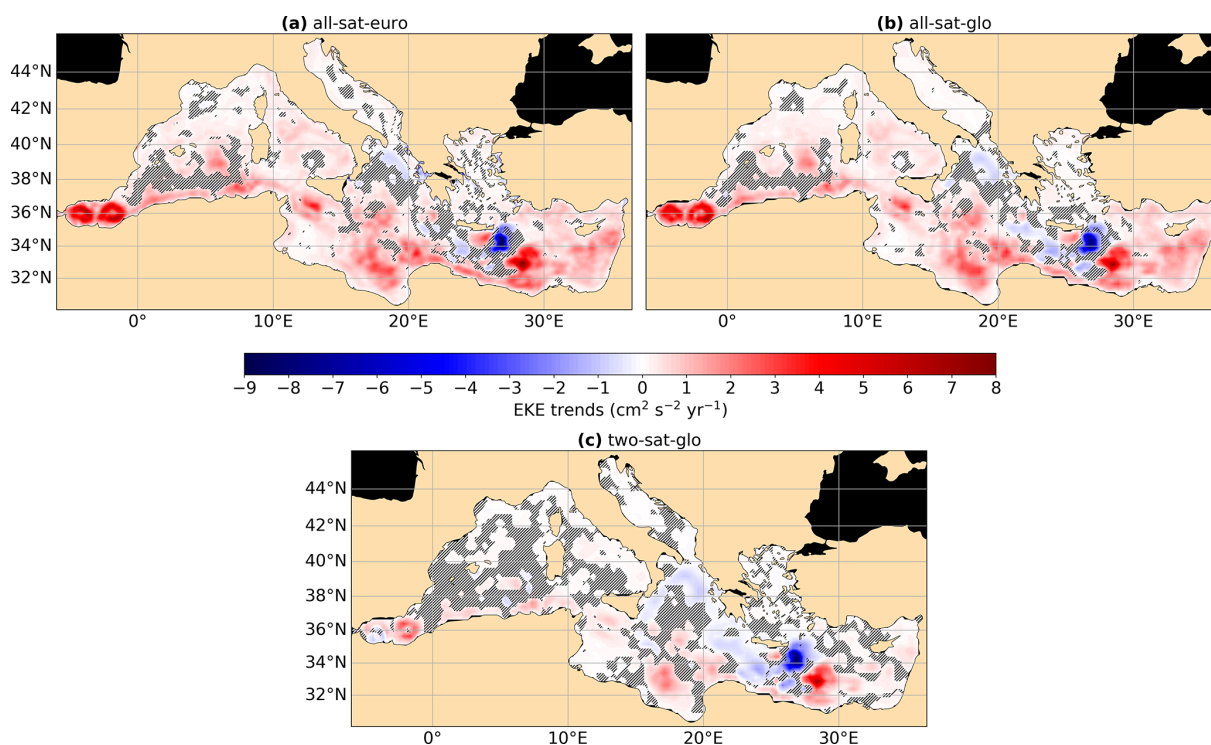 (a) all-sat-euro
(b) all-sat-glo
44°N
44°N
42°N
42°N
40°N
40°N
38°N
38°N
36°N
36°N
34°N
34°N
32°N
32°N
0° 10°E 20°E 30°E
0° 10°E 20°E 30°E
−9 −8 −7 −6 −5 −4 −3 −2 −1 0 1 2 3 4 5 6 7 8
EKE trends (cm² s⁻² yr⁻¹)
(c) two-sat-glo
44°N
42°N
40°N
38°N
36°N
34°N
32°N
0° 10°E 20°E 30°E